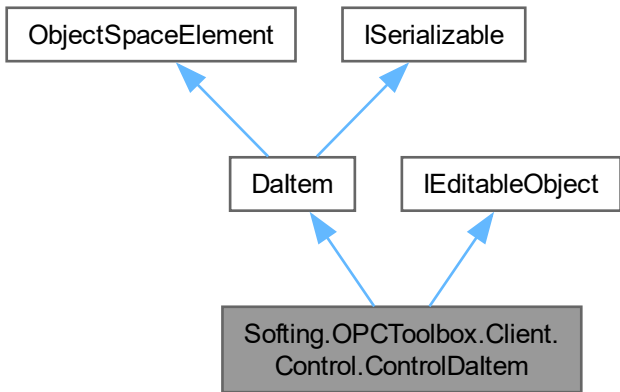 ObjectSpaceElement
ISerializable
DaItem
IEditableObject
Softing.OPCToolbox.Client.
Control.ControlDaItem